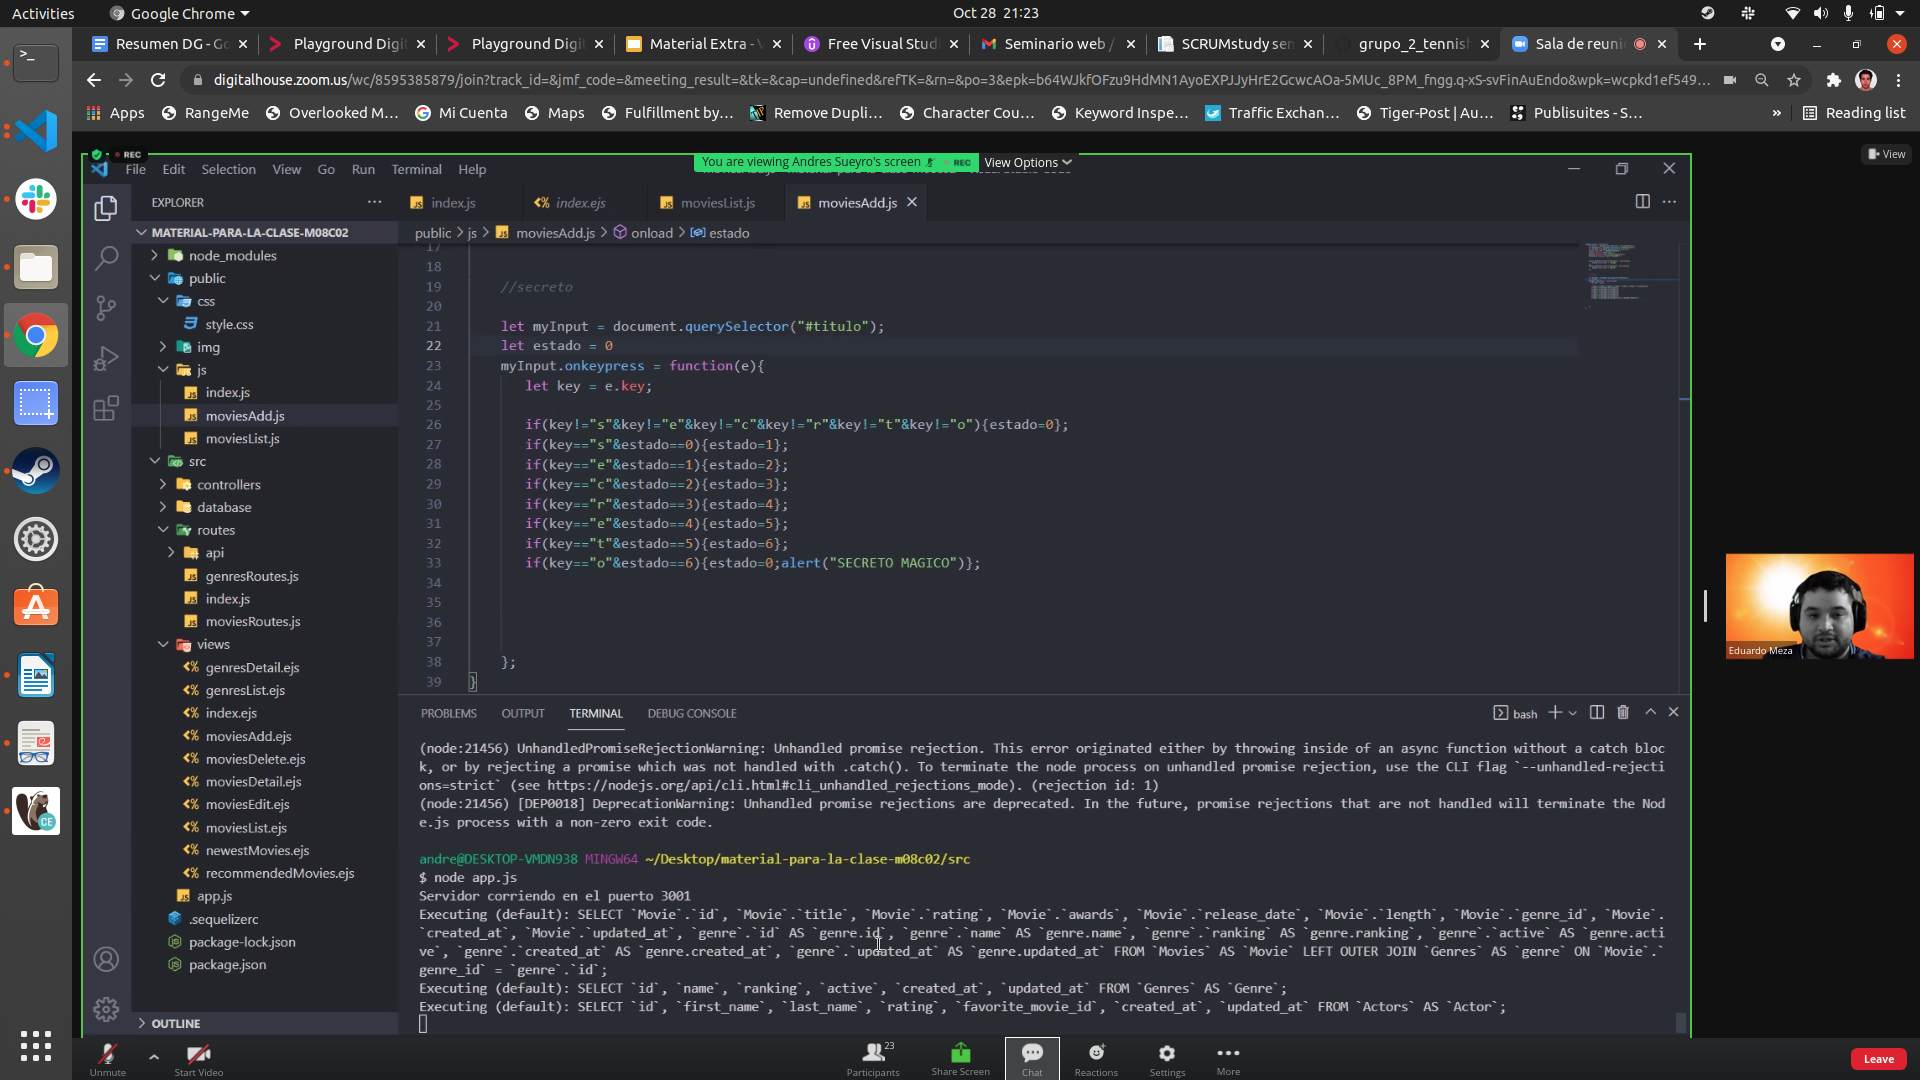 Activities
Google Chrome
Oct 28 21:23
Resumen DG - G
Playground Digi
Playground Digi
Material Extra - V
Free Visual Studi
Seminario web /
SCRUMstudy sen
grupo_2_tennish
Sala de reuni
digitalhouse.zoom.us/wc/8595385879/join?track_id=&jmf_code=&meeting_result=&tk=&cap=undefined&refTK=&rn=&po=3&epk=b64WJkfOFzu9HdMN1AyoEXPJJyHrE2GcwcAOa-5MUc_8PM_fngg.q-xS-svFinAuEndo&wpk=wcpkd1ef549...
Apps
RangeMe
Overlooked M...
Mi Cuenta
Maps
Fulfillment by...
Remove Dupli...
Character Cou...
Keyword Inspe...
Traffic Exchan...
Tiger-Post | Au...
Publisuites - S...
»
Reading list
REC
You are viewing Andres Sueyro's screen
REC
View Options
View
File Edit Selection View Go Run Terminal Help
EXPLORER
index.js
index.ejs
moviesList.js
moviesAdd.js
MATERIAL-PARA-LA-CLASE-M08C02
public > js > moviesAdd.js > onload > estado
node_modules
public
css
style.css
img
js
index.js
moviesAdd.js
moviesList.js
src
controllers
database
routes
api
genresRoutes.js
index.js
moviesRoutes.js
views
genresDetail.ejs
genresList.ejs
index.ejs
moviesAdd.ejs
moviesDelete.ejs
moviesDetail.ejs
moviesEdit.ejs
moviesList.ejs
newestMovies.ejs
recommendedMovies.ejs
app.js
.sequelizerc
package-lock.json
package.json
OUTLINE
17
18
19 //secreto
20
21 let myInput = document.querySelector("#titulo");
22 let estado = 0
23 myInput.onkeypress = function(e){
24 let key = e.key;
25
26 if(key!="s"&key!="e"&key!="c"&key!="r"&key!="t"&key!="o"){estado=0};
27 if(key=="s"&estado==0){estado=1};
28 if(key=="e"&estado==1){estado=2};
29 if(key=="c"&estado==2){estado=3};
30 if(key=="r"&estado==3){estado=4};
31 if(key=="e"&estado==4){estado=5};
32 if(key=="t"&estado==5){estado=6};
33 if(key=="o"&estado==6){estado=0;alert("SECRETO MAGICO")};
34
35
36
37
38 };
39 }
PROBLEMS OUTPUT TERMINAL DEBUG CONSOLE
bash
(node:21456) UnhandledPromiseRejectionWarning: Unhandled promise rejection. This error originated either by throwing inside of an async function without a catch bloc
k, or by rejecting a promise which was not handled with .catch(). To terminate the node process on unhandled promise rejection, use the CLI flag `--unhandled-rejecti
ons=strict` (see https://nodejs.org/api/cli.html#cli_unhandled_rejections_mode). (rejection id: 1)
(node:21456) [DEP0018] DeprecationWarning: Unhandled promise rejections are deprecated. In the future, promise rejections that are not handled will terminate the Nod
e.js process with a non-zero exit code.
andre@DESKTOP-VMDN938 MINGW64 ~/Desktop/material-para-la-clase-m08c02/src
$ node app.js
Servidor corriendo en el puerto 3001
Executing (default): SELECT `Movie`.`id`, `Movie`.`title`, `Movie`.`rating`, `Movie`.`awards`, `Movie`.`release_date`, `Movie`.`length`, `Movie`.`genre_id`, `Movie`.
`created_at`, `Movie`.`updated_at`, `genre`.`id` AS `genre.id`, `genre`.`name` AS `genre.name`, `genre`.`ranking` AS `genre.ranking`, `genre`.`active` AS `genre.acti
ve`, `genre`.`created_at` AS `genre.created_at`, `genre`.`updated_at` AS `genre.updated_at` FROM `Movies` AS `Movie` LEFT OUTER JOIN `Genres` AS `genre` ON `Movie`.`
genre_id` = `genre`.`id`;
Executing (default): SELECT `id`, `name`, `ranking`, `active`, `created_at`, `updated_at` FROM `Genres` AS `Genre`;
Executing (default): SELECT `id`, `first_name`, `last_name`, `rating`, `favorite_movie_id`, `created_at`, `updated_at` FROM `Actors` AS `Actor`;
Eduardo Meza
Unmute
Start Video
23
Participants
Share Screen
Chat
Reactions
Settings
More
Leave